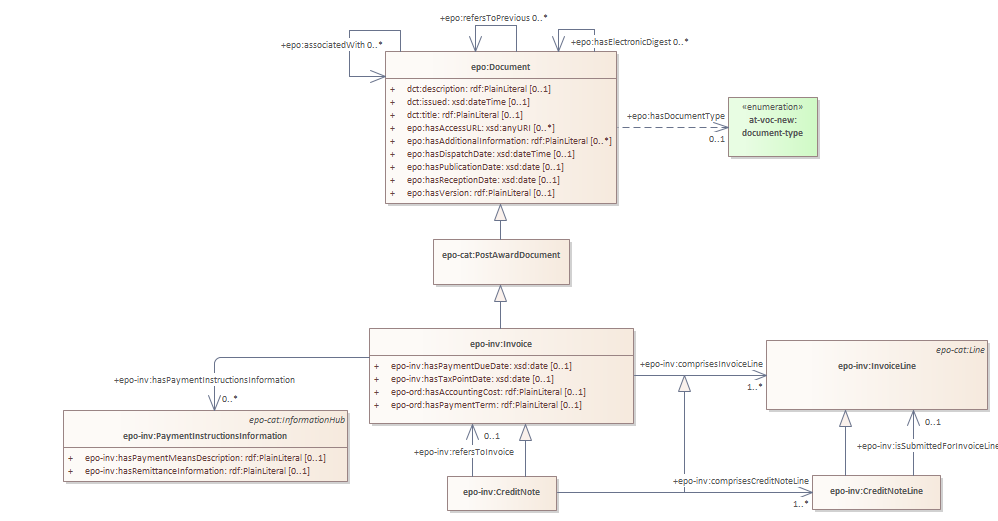 +epo:refersToPrevious 0..*
+epo:associatedWith 0..*
+epo:hasElectronicDigest 0..*
epo:Document
+ dct:description: rdf:PlainLiteral [0..1]
+ dct:issued: xsd:dateTime [0..1]
+ dct:title: rdf:PlainLiteral [0..1]
+ epo:hasAccessURL: xsd:anyURI [0..*]
+ epo:hasAdditionalInformation: rdf:PlainLiteral [0..*]
+ epo:hasDispatchDate: xsd:dateTime [0..1]
+ epo:hasPublicationDate: xsd:date [0..1]
+ epo:hasReceptionDate: xsd:date [0..1]
+ epo:hasVersion: rdf:PlainLiteral [0..1]
+epo:hasDocumentType
0..1
«enumeration»
at-voc-new:
document-type
epo-cat:PostAwardDocument
epo-inv:Invoice
+ epo-inv:hasPaymentDueDate: xsd:date [0..1]
+ epo-inv:hasTaxPointDate: xsd:date [0..1]
+ epo-ord:hasAccountingCost: rdf:PlainLiteral [0..1]
+ epo-ord:hasPaymentTerm: rdf:PlainLiteral [0..1]
+epo-inv:comprisesInvoiceLine
1..*
epo-cat:Line
epo-inv:InvoiceLine
+epo-inv:hasPaymentInstructionsInformation
0..*
epo-cat:InformationHub
epo-inv:PaymentInstructionsInformation
+ epo-inv:hasPaymentMeansDescription: rdf:PlainLiteral [0..1]
+ epo-inv:hasRemittanceInformation: rdf:PlainLiteral [0..1]
0..1
+epo-inv:refersToInvoice
0..1
+epo-inv:isSubmittedForInvoiceLine
+epo-inv:comprisesCreditNoteLine
1..*
epo-inv:CreditNote
epo-inv:CreditNoteLine